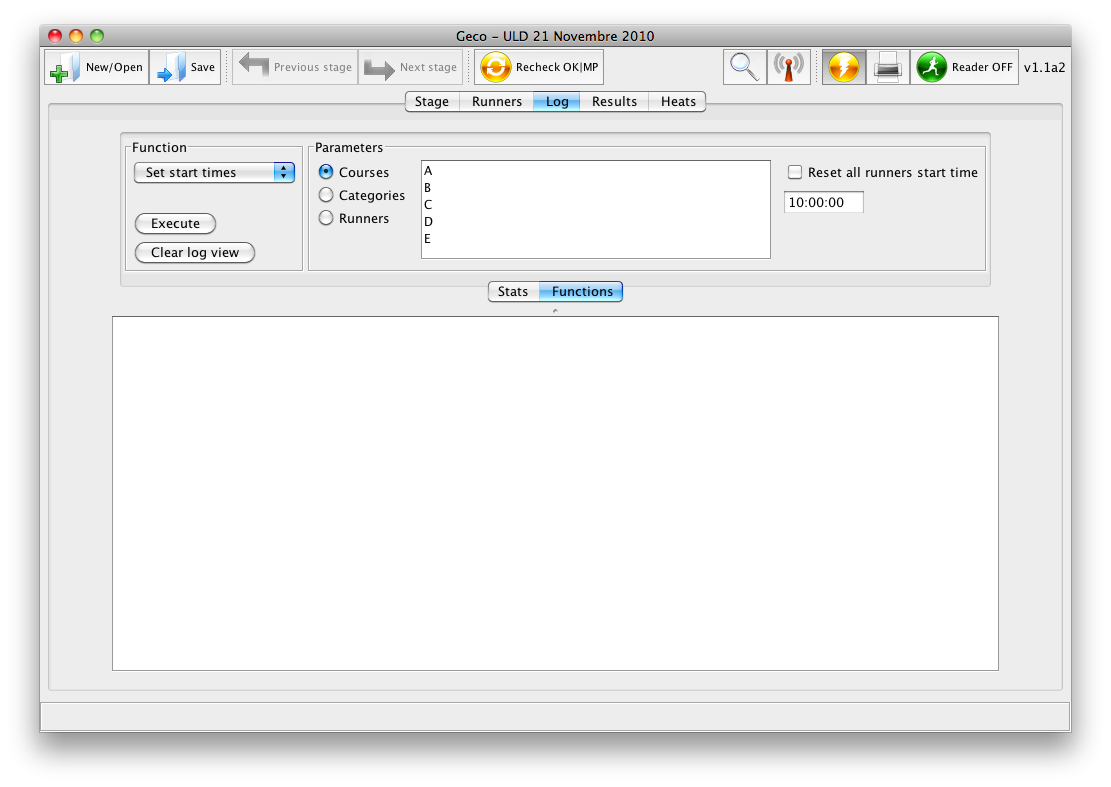 Geco - ULD 21 Novembre 2010
New/Open Save Previous stage Next stage Recheck OK|MP Reader OFF v1.1a2
Stage Runners Log Results Heats
Function
Set start times
Execute
Clear log view
Parameters
Courses
Categories
Runners
A
B
C
D
E
Reset all runners start time
10:00:00
Stats Functions